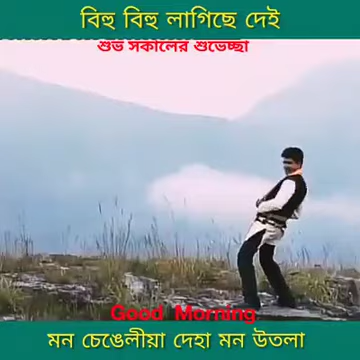 বিহু বিহু লাগিছে দেই
শুভ সকালের শুভেচ্ছা
Good Morning
মন চেঙেলীয়া দেহা মন উতলা